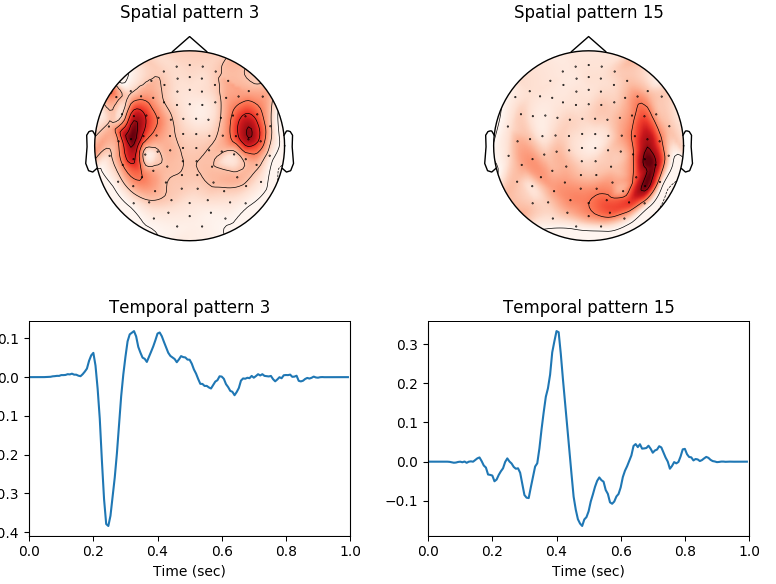 Spatial pattern 3
Spatial pattern 15
Temporal pattern 3
Temporal pattern 15
0.1
0.0
0.1
0.2
0.3
0.4
0.0 0.2 0.4 0.6 0.8 1.0
Time (sec)
0.3
0.2
0.1
0.0
−0.1
0.0 0.2 0.4 0.6 0.8 1.0
Time (sec)